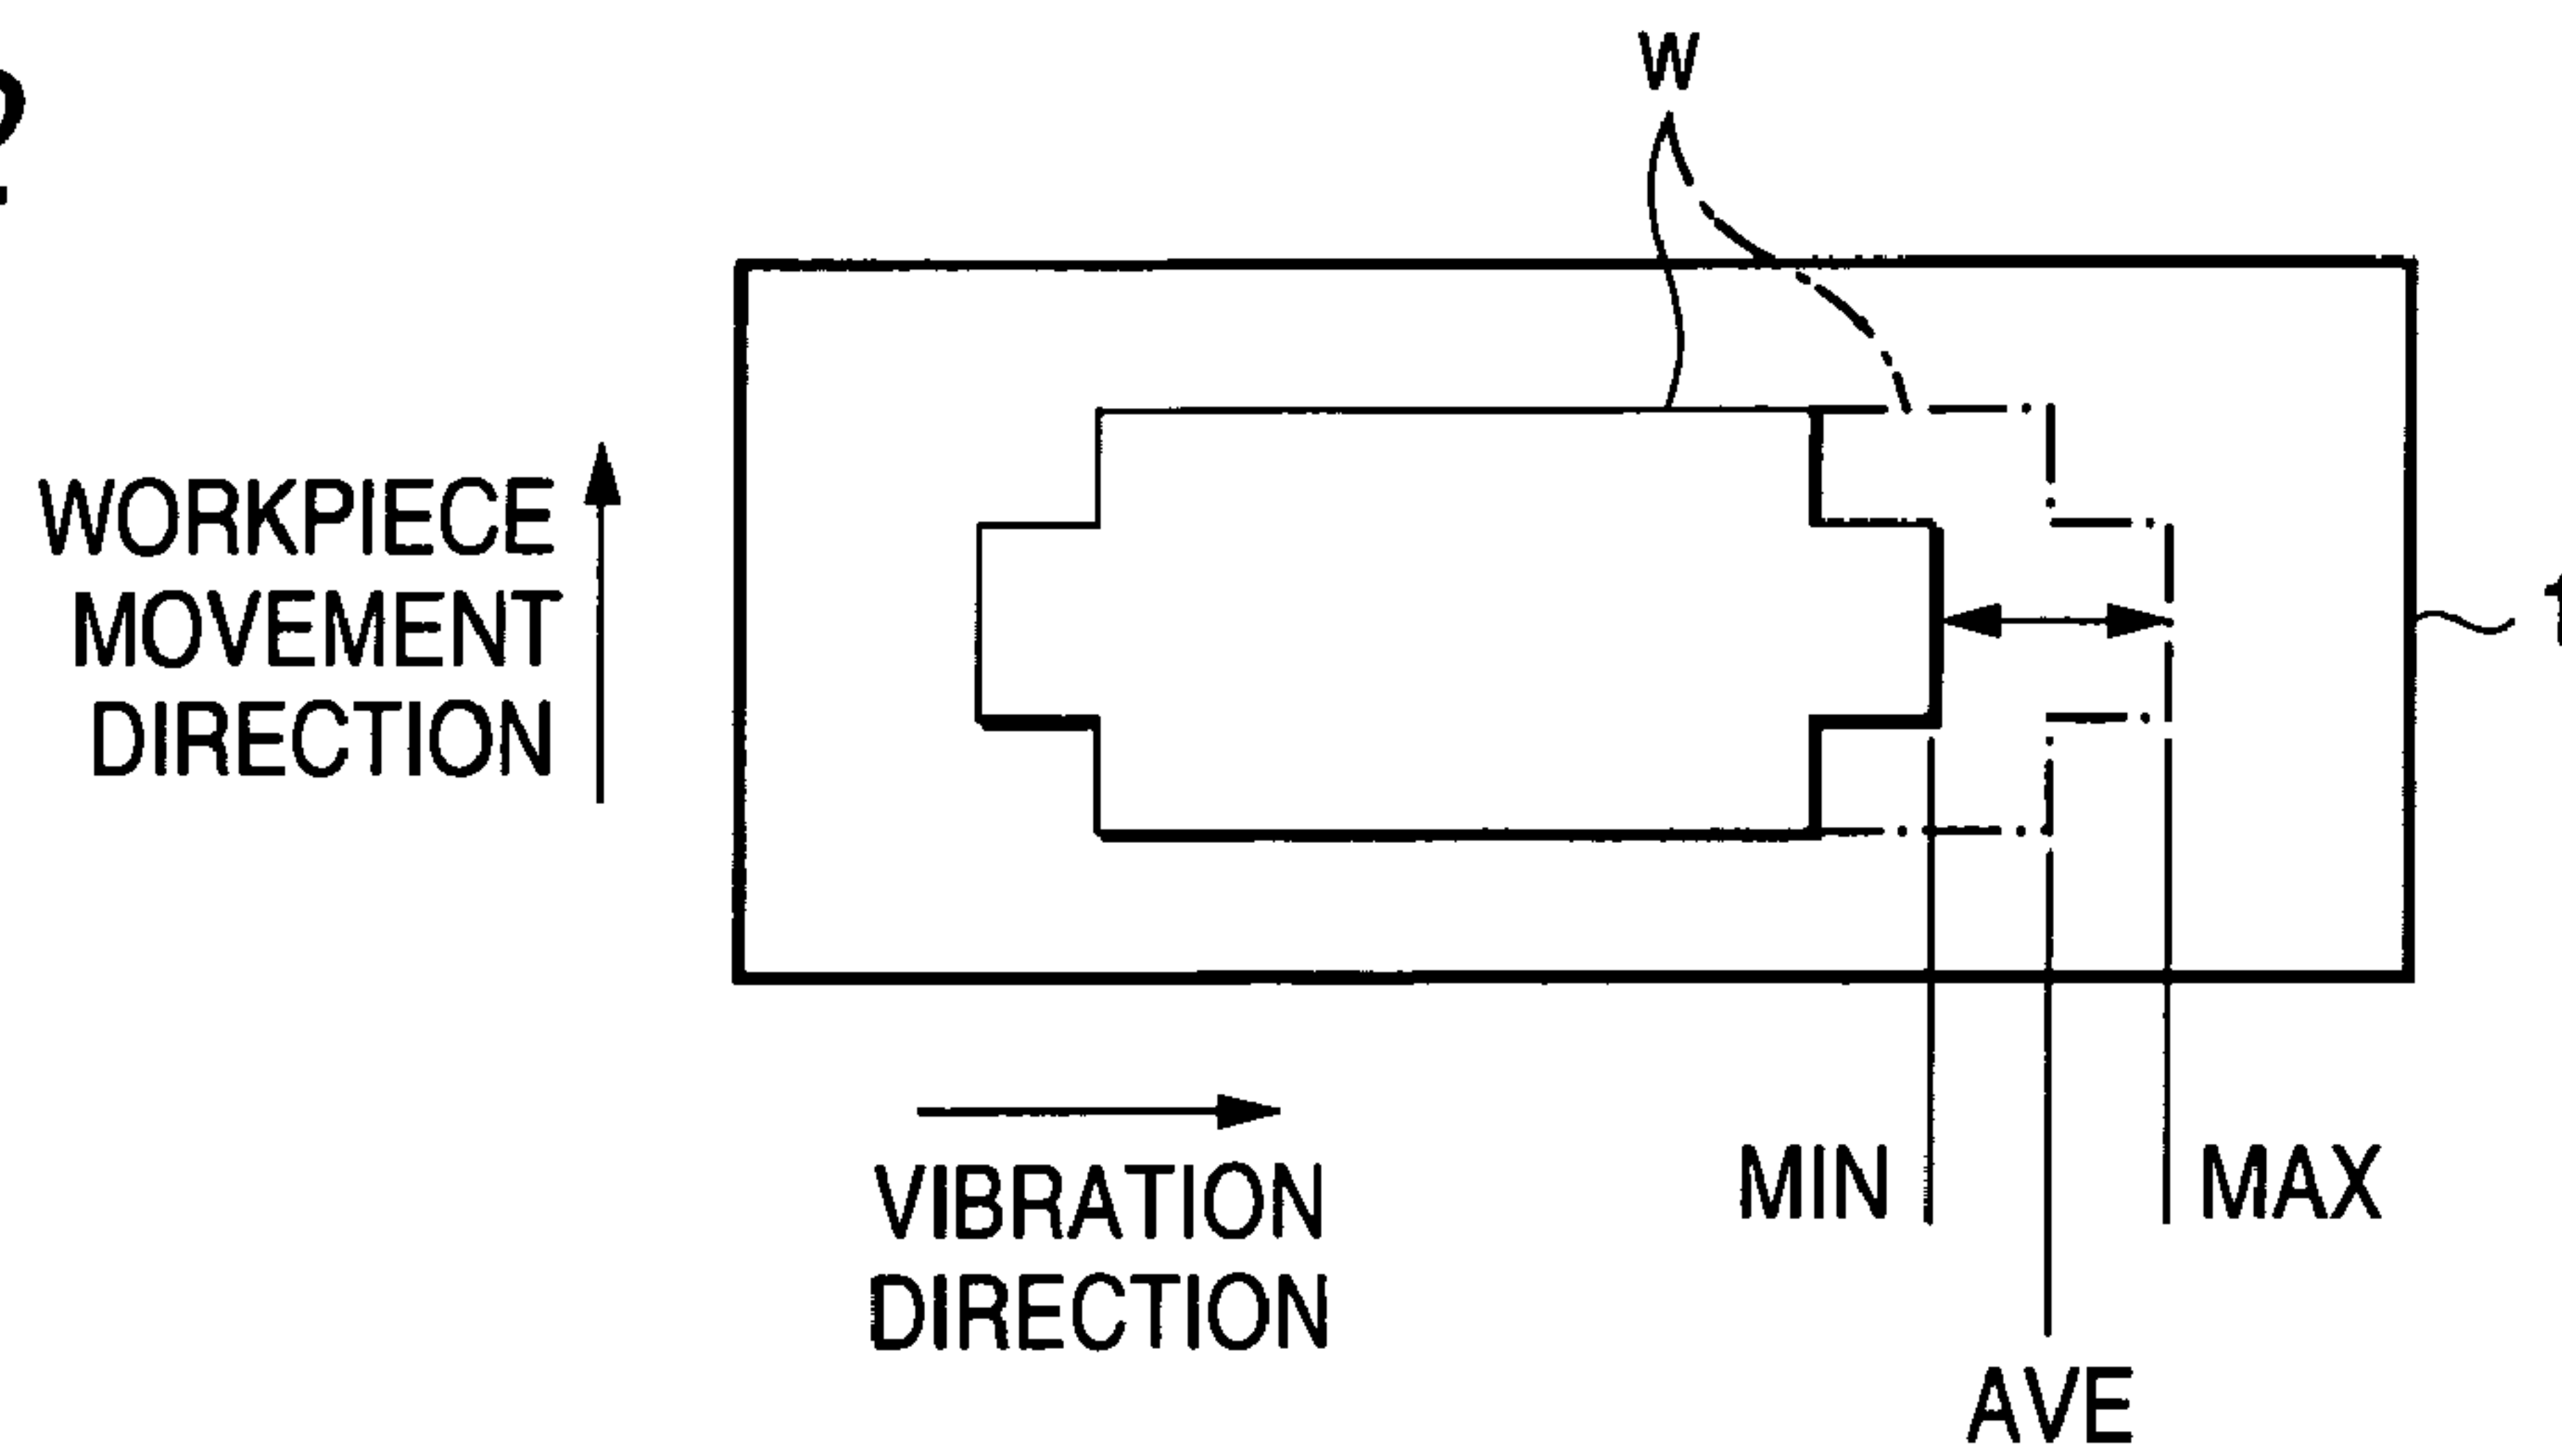 W
WORKPIECE
MOVEMENT
DIRECTION
VIBRATION
DIRECTION
MIN
MAX
AVE